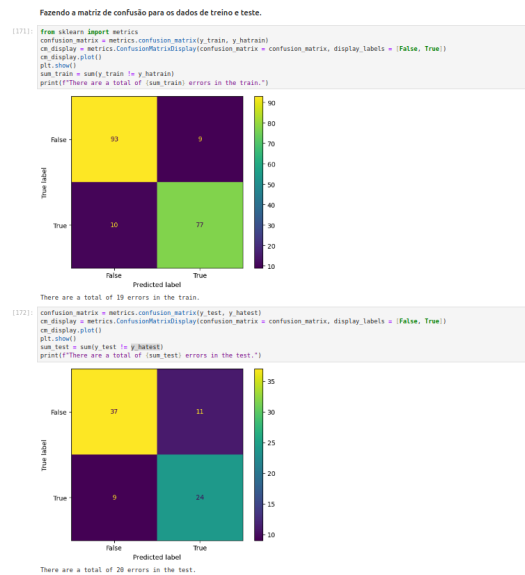 Fazendo a matriz de confusão para os dados de treino e teste.
[171]: from sklearn import metrics
confusion_matrix = metrics.confusion_matrix(y_train, y_hatrain)
cm_display = metrics.ConfusionMatrixDisplay(confusion_matrix = confusion_matrix, display_labels = [False, True])
cm_display.plot()
plt.show()
sum_train = sum(y_train != y_hatrain)
print(f"There are a total of {sum_train} errors in the train.")
90
False
93
9
80
70
60
True label
50
40
True
10
77
30
20
10
False
True
Predicted label
There are a total of 19 errors in the train.
[172]: confusion_matrix = metrics.confusion_matrix(y_test, y_hatest)
cm_display = metrics.ConfusionMatrixDisplay(confusion_matrix = confusion_matrix, display_labels = [False, True])
cm_display.plot()
plt.show()
sum_test = sum(y_test != y_hatest)
print(f"There are a total of {sum_test} errors in the test.")
35
False
37
11
30
25
True label
20
True
9
24
15
10
False
True
Predicted label
There are a total of 20 errors in the test.